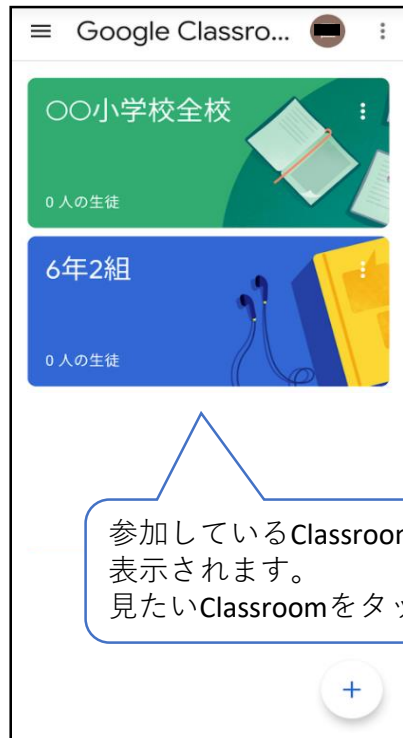 Google Classro...
○○小学校全校
0 人の生徒
6年2組
0 人の生徒
参加しているClassroom
表示されます。
見たいClassroomをタッ
+